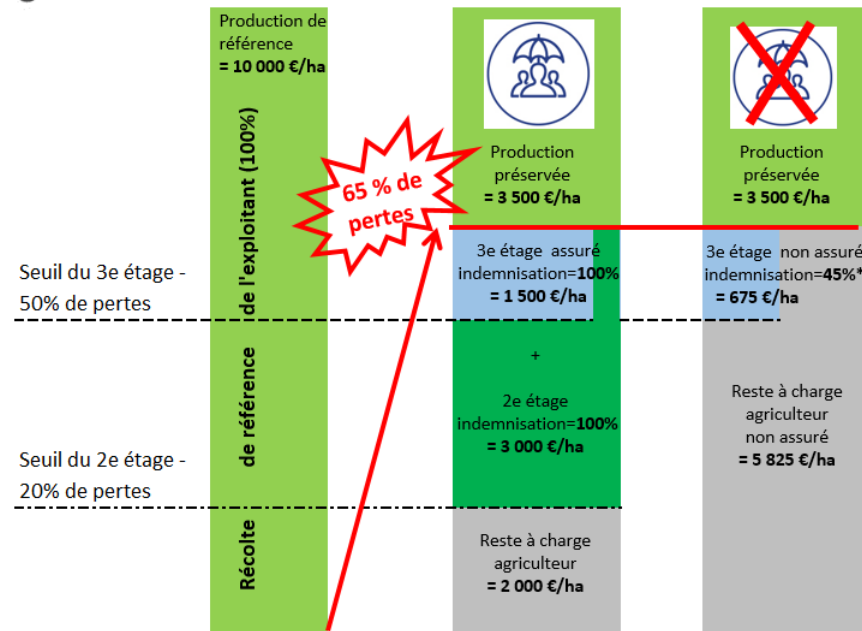 Production de
référence
= 10 000 €/ha
Récolte de référence de l'exploitant (100%)
65 % de
pertes
Seuil du 3e étage -
50% de pertes
Seuil du 2e étage -
20% de pertes
Production
préservée
= 3 500 €/ha
3e étage assuré
indemnisation=100%
= 1 500 €/ha
+
2e étage
indemnisation=100%
= 3 000 €/ha
Reste à charge
agriculteur
= 2 000 €/ha
Production
préservée
= 3 500 €/ha
3e étage non assuré
indemnisation=45%*
= 675 €/ha
Reste à charge
agriculteur
non assuré
= 5 825 €/ha